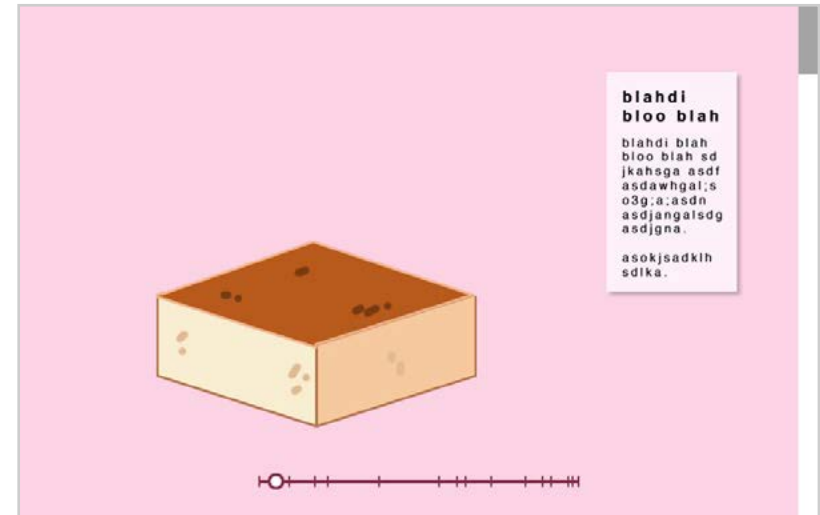 blahdi
bloo blah
blahdi blah
bloo blah sd
jkahsga asdf
asdawhgal;s
o3g;a;asdn
asdjangalsdg
asdjgna.
asokjsadklh
sdlka.